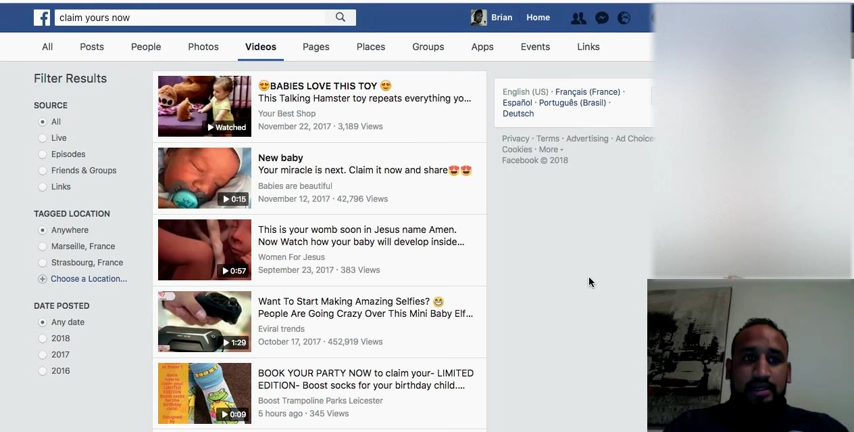 claim yours now
Brian Home
All Posts People Photos Videos Pages Places Groups Apps Events Links
Filter Results
SOURCE
All
Live
Episodes
Friends & Groups
Links
TAGGED LOCATION
Anywhere
Marseille, France
Strasbourg, France
Choose a Location...
DATE POSTED
Any date
2018
2017
2016
😍BABIES LOVE THIS TOY 😍
This Talking Hamster toy repeats everything yo...
Your Best Shop
November 22, 2017 · 3,189 Views
Watched
New baby
Your miracle is next. Claim it now and share😍😍
Babies are beautiful
November 12, 2017 · 42,796 Views
0:15
This is your womb soon in Jesus name Amen.
Now Watch how your baby will develop inside...
Women For Jesus
September 23, 2017 · 383 Views
0:57
Want To Start Making Amazing Selfies? 😁
People Are Going Crazy Over This Mini Baby Elf...
Eviral trends
October 17, 2017 · 452,919 Views
1:29
BOOK YOUR PARTY NOW to claim your- LIMITED
EDITION- Boost socks for your birthday child....
Boost Trampoline Parks Leicester
5 hours ago · 345 Views
0:09
English (US) · Français (France) ·
Español · Português (Brasil) ·
Deutsch
Privacy · Terms · Advertising · Ad Choice
Cookies · More
Facebook © 2018